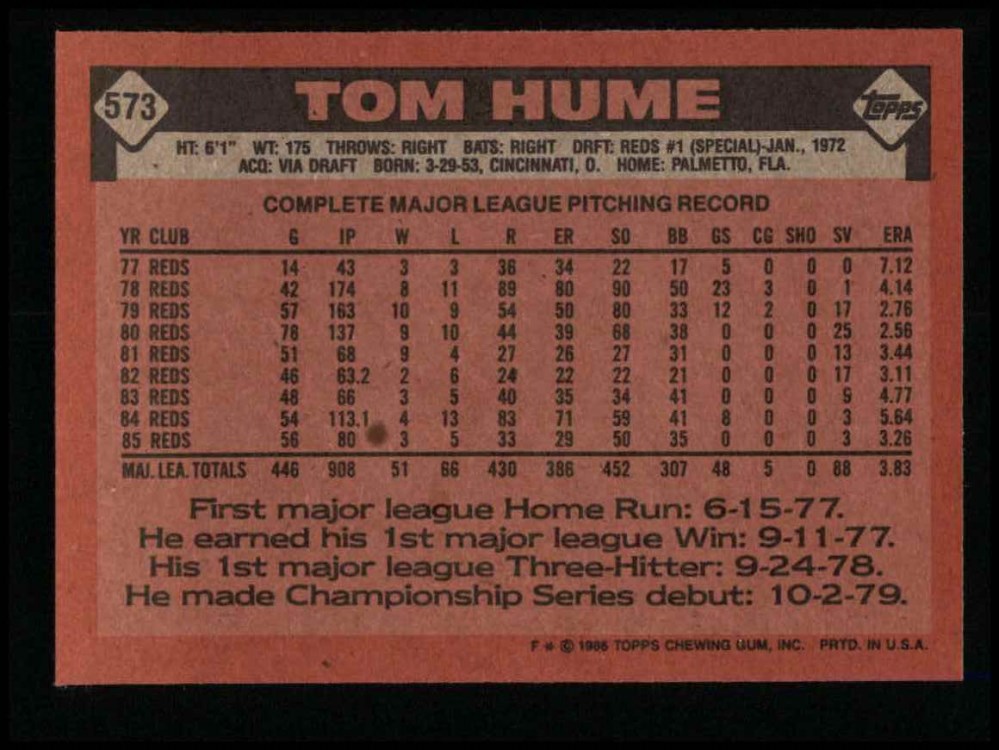 573 TOM HUME Topps
HT: 6'1" WT: 175 THROWS: RIGHT BATS: RIGHT DRFT: REDS #1 (SPECIAL)-JAN., 1972
ACQ: VIA DRAFT BORN: 3-29-53, CINCINNATI, O. HOME: PALMETTO, FLA.
COMPLETE MAJOR LEAGUE PITCHING RECORD
YR CLUB G IP W L R ER SO BB GS CG SHO SV ERA
77 REDS 14 43 3 3 36 34 22 17 5 0 0 0 7.12
78 REDS 42 174 8 11 89 80 90 50 23 3 0 1 4.14
79 REDS 57 163 10 9 54 50 80 33 12 2 0 17 2.76
80 REDS 78 137 9 10 44 39 68 38 0 0 0 25 2.56
81 REDS 51 68 9 4 27 26 27 31 0 0 0 13 3.44
82 REDS 46 63.2 2 6 24 22 22 21 0 0 0 17 3.11
83 REDS 48 66 3 5 40 35 34 41 0 0 0 9 4.77
84 REDS 54 113.1 4 13 83 71 59 41 8 0 0 3 5.64
85 REDS 56 80 3 5 33 29 50 35 0 0 0 3 3.26
MAJ. LEA. TOTALS 446 908 51 66 430 386 452 307 48 5 0 88 3.83
First major league Home Run: 6-15-77.
He earned his 1st major league Win: 9-11-77.
His 1st major league Three-Hitter: 9-24-78.
He made Championship Series debut: 10-2-79.
F * © 1986 TOPPS CHEWING GUM, INC. PRTD. IN U.S.A.